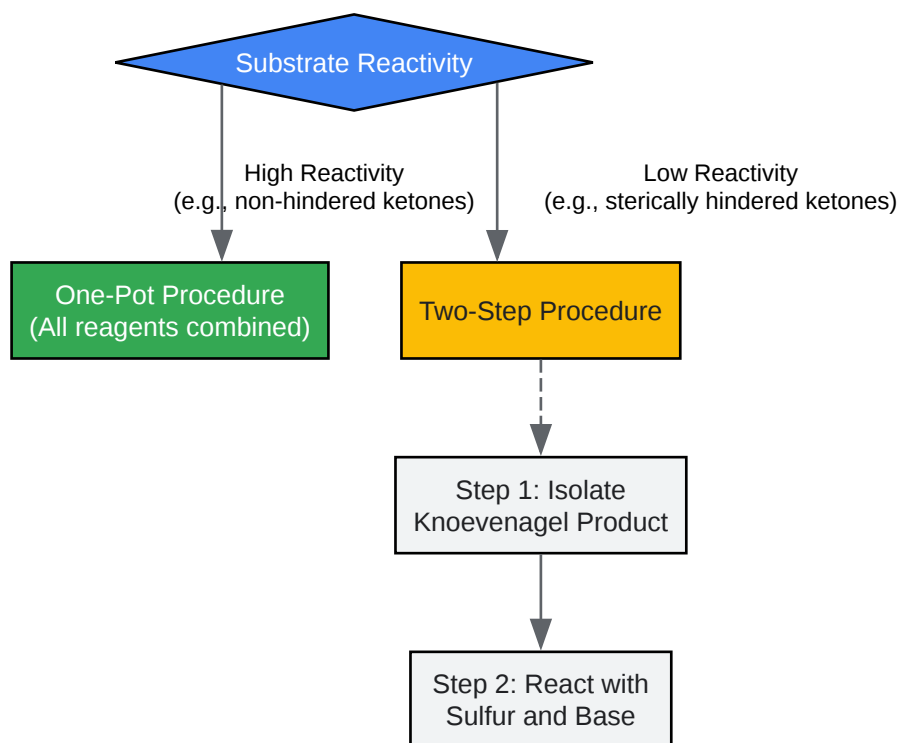 Substrate Reactivity
High Reactivity
(e.g., non-hindered ketones)
Low Reactivity
(e.g., sterically hindered ketones)
One-Pot Procedure
(All reagents combined)
Two-Step Procedure
Step 1: Isolate
Knoevenagel Product
Step 2: React with
Sulfur and Base